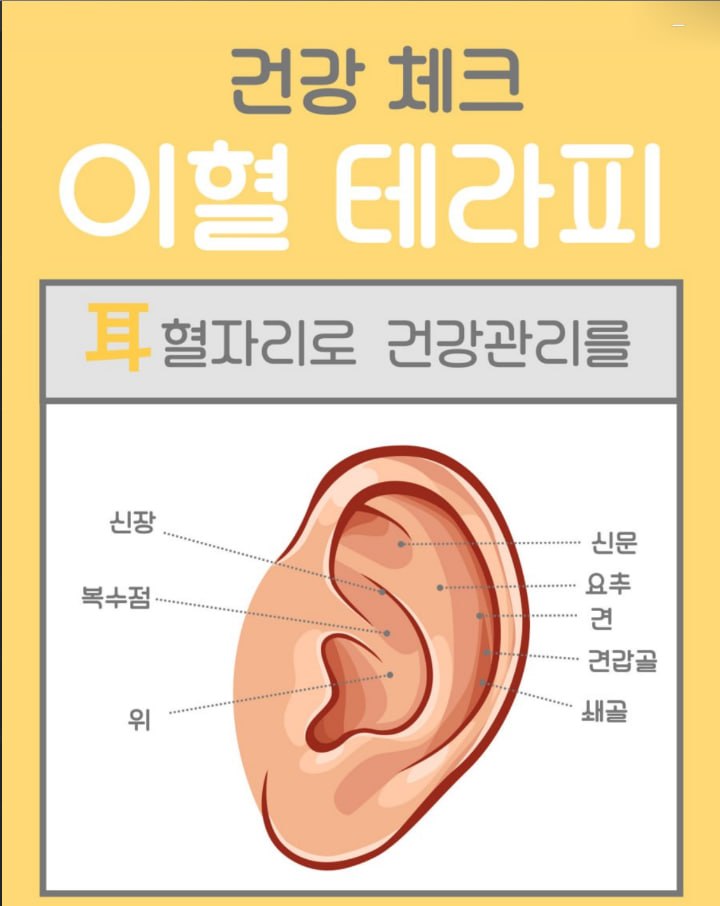 건강 체크
이혈 테라피
耳혈자리로 건강관리를
신장
복수점
위
신문
요추
견
견갑골
쇄골